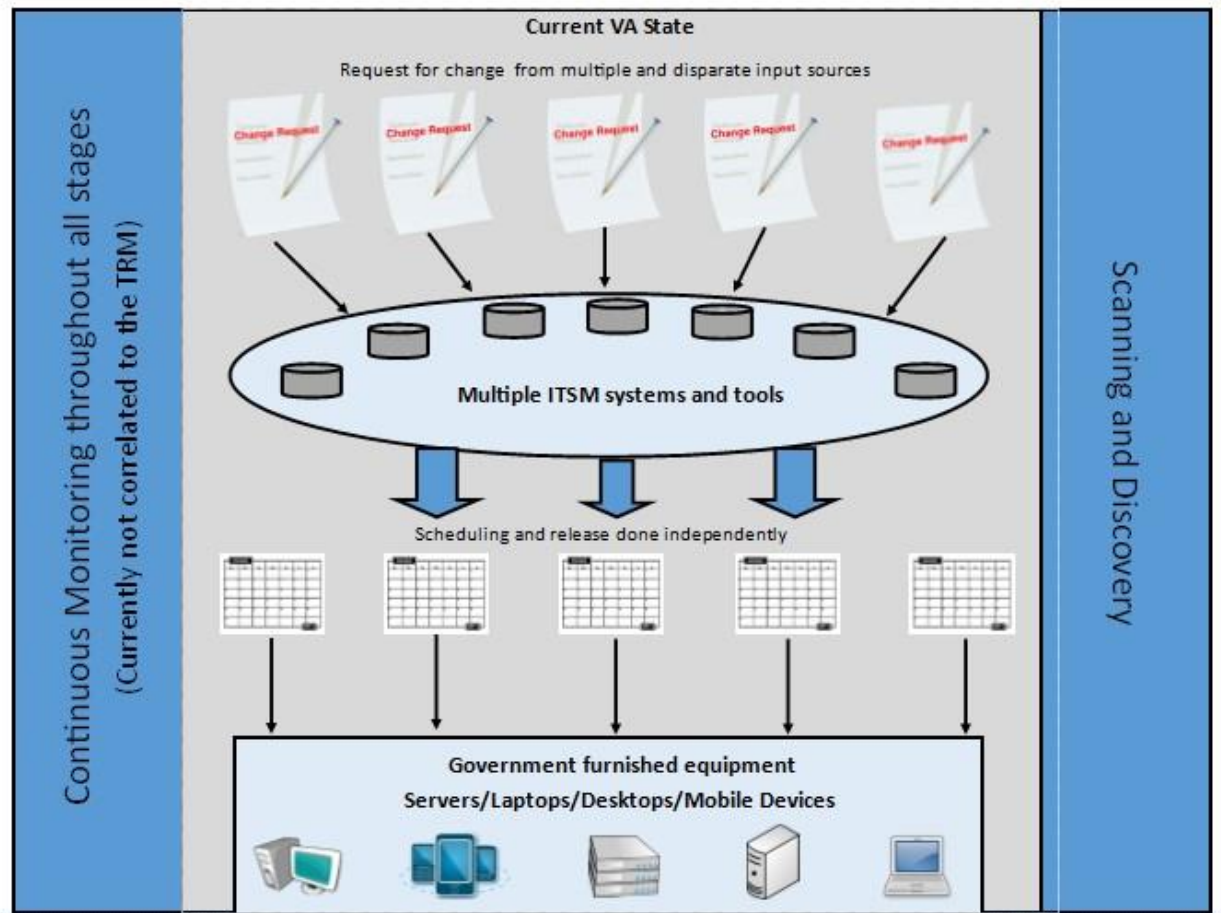 Current VA State
Request for change from multiple and disparate input sources
Change Request
Change Request
Change Request
Change Request
Change Request
Multiple ITSM systems and tools
Scheduling and release done independently
Government furnished equipment
Servers/Laptops/Desktops/Mobile Devices
Continuous Monitoring throughout all stages
(Currently not correlated to the TRM)
Scanning and Discovery